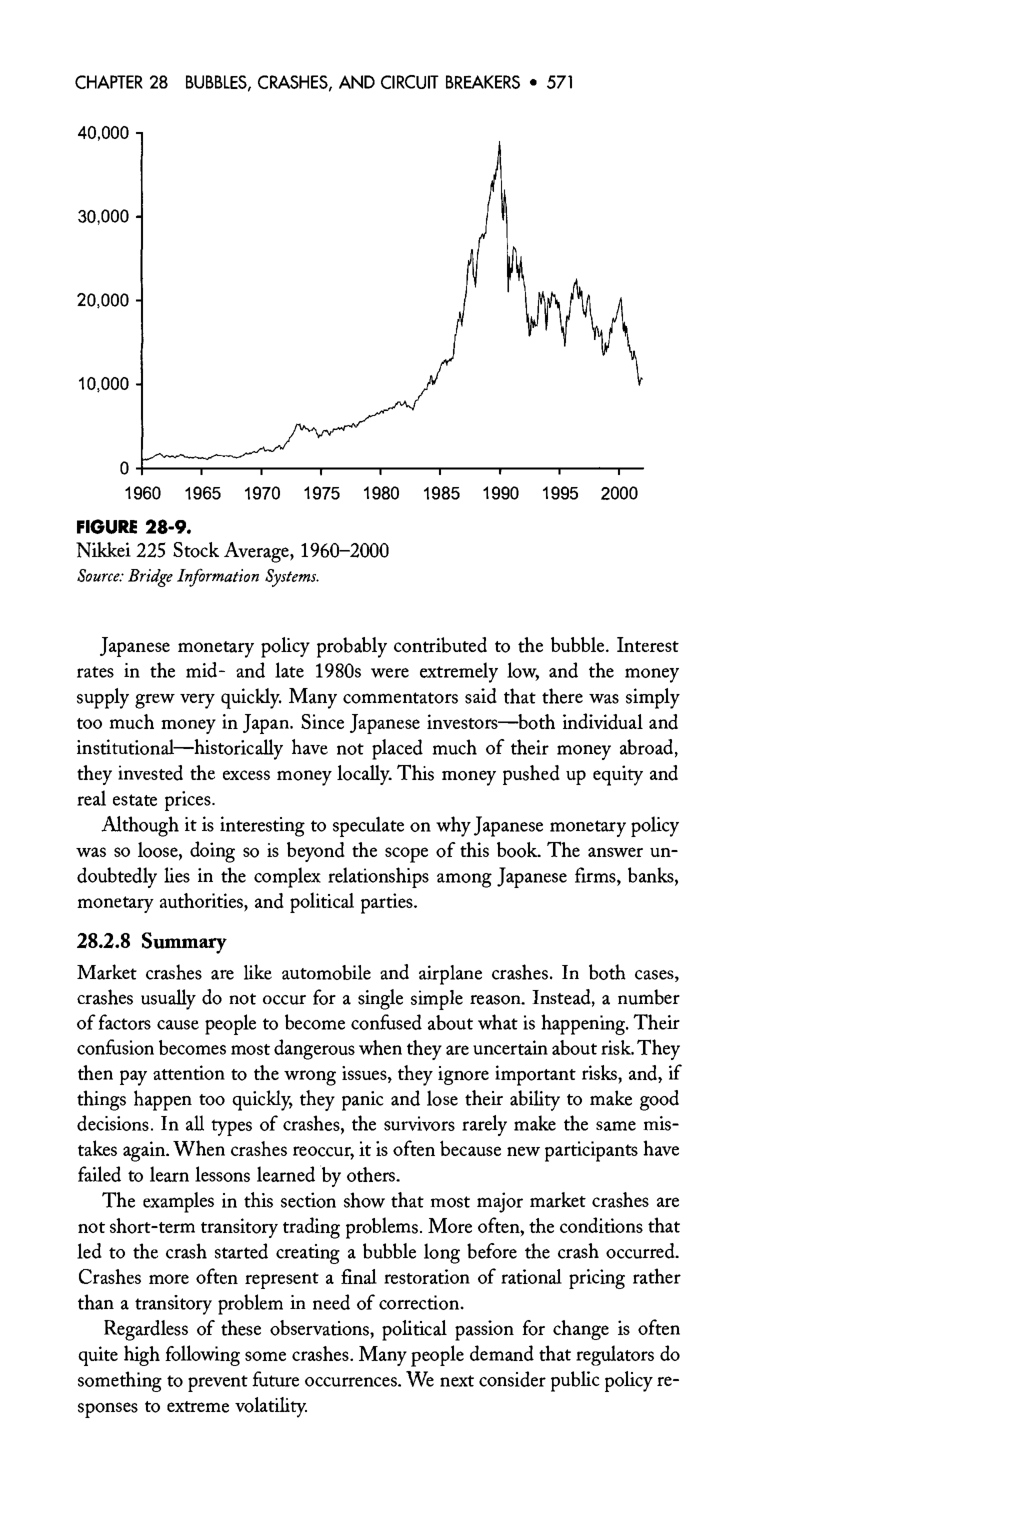 CHAPTER 28 BUBBLES, CRASHES, AND CIRCUIT BREAKERS • 571
40,000
30,000
20,000
10,000
0
1960 1965 1970 1975 1980 1985 1990 1995 2000
FIGURE 28-9.
Nikkei 225 Stock Average, 1960–2000
Source: Bridge Information Systems.
Japanese monetary policy probably contributed to the bubble. Interest
rates in the mid- and late 1980s were extremely low, and the money
supply grew very quickly. Many commentators said that there was simply
too much money in Japan. Since Japanese investors—both individual and
institutional—historically have not placed much of their money abroad,
they invested the excess money locally. This money pushed up equity and
real estate prices.
Although it is interesting to speculate on why Japanese monetary policy
was so loose, doing so is beyond the scope of this book. The answer un-
doubtedly lies in the complex relationships among Japanese firms, banks,
monetary authorities, and political parties.
28.2.8 Summary
Market crashes are like automobile and airplane crashes. In both cases,
crashes usually do not occur for a single simple reason. Instead, a number
of factors cause people to become confused about what is happening. Their
confusion becomes most dangerous when they are uncertain about risk. They
then pay attention to the wrong issues, they ignore important risks, and, if
things happen too quickly, they panic and lose their ability to make good
decisions. In all types of crashes, the survivors rarely make the same mis-
takes again. When crashes reoccur, it is often because new participants have
failed to learn lessons learned by others.
The examples in this section show that most major market crashes are
not short-term transitory trading problems. More often, the conditions that
led to the crash started creating a bubble long before the crash occurred.
Crashes more often represent a final restoration of rational pricing rather
than a transitory problem in need of correction.
Regardless of these observations, political passion for change is often
quite high following some crashes. Many people demand that regulators do
something to prevent future occurrences. We next consider public policy re-
sponses to extreme volatility.